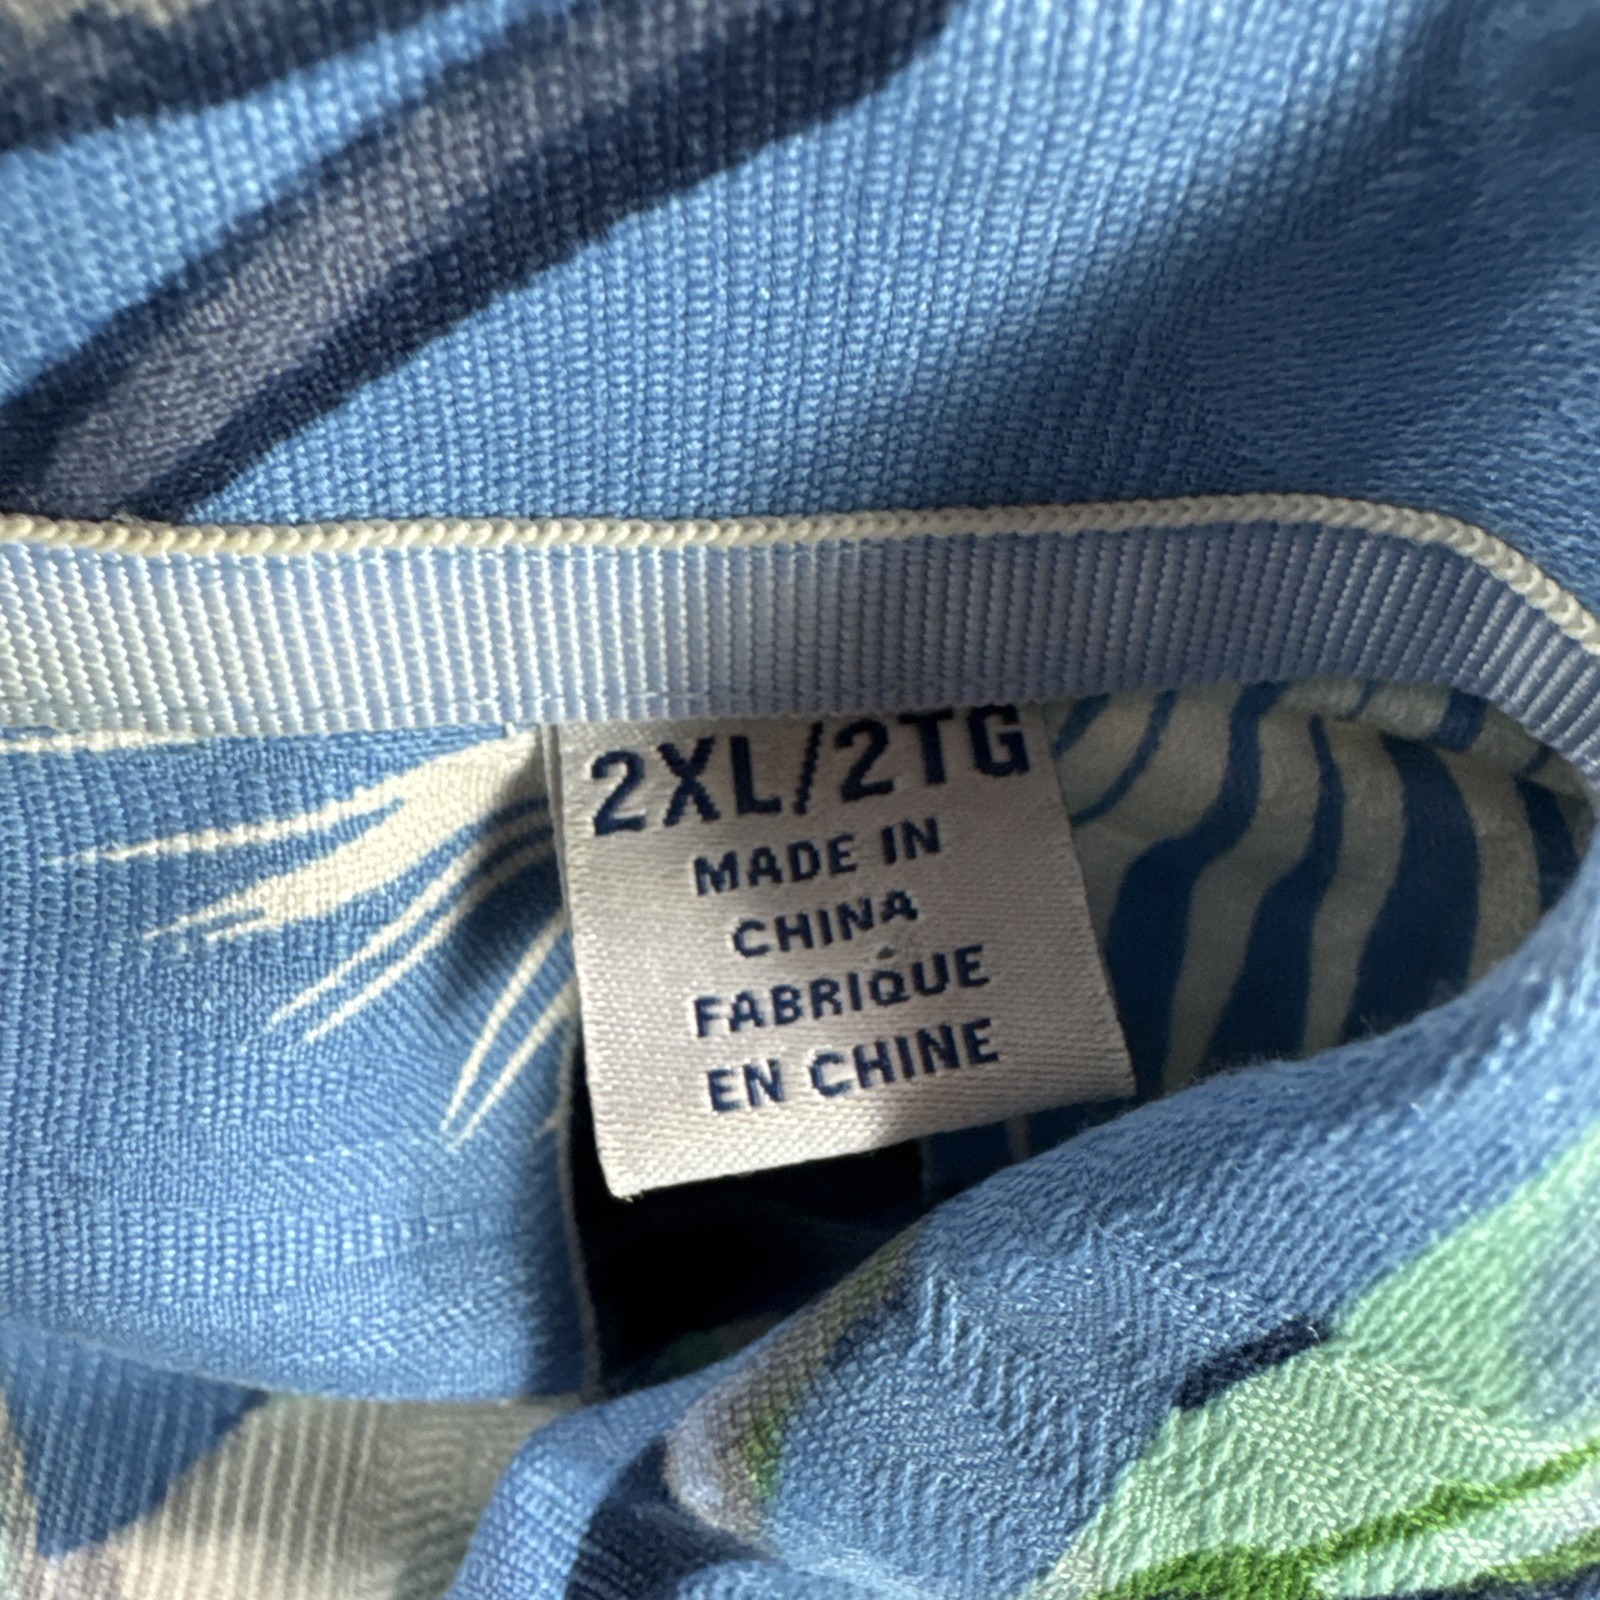 2XL/2TG
MADE IN
CHINA
FABRIQUE
EN CHINE